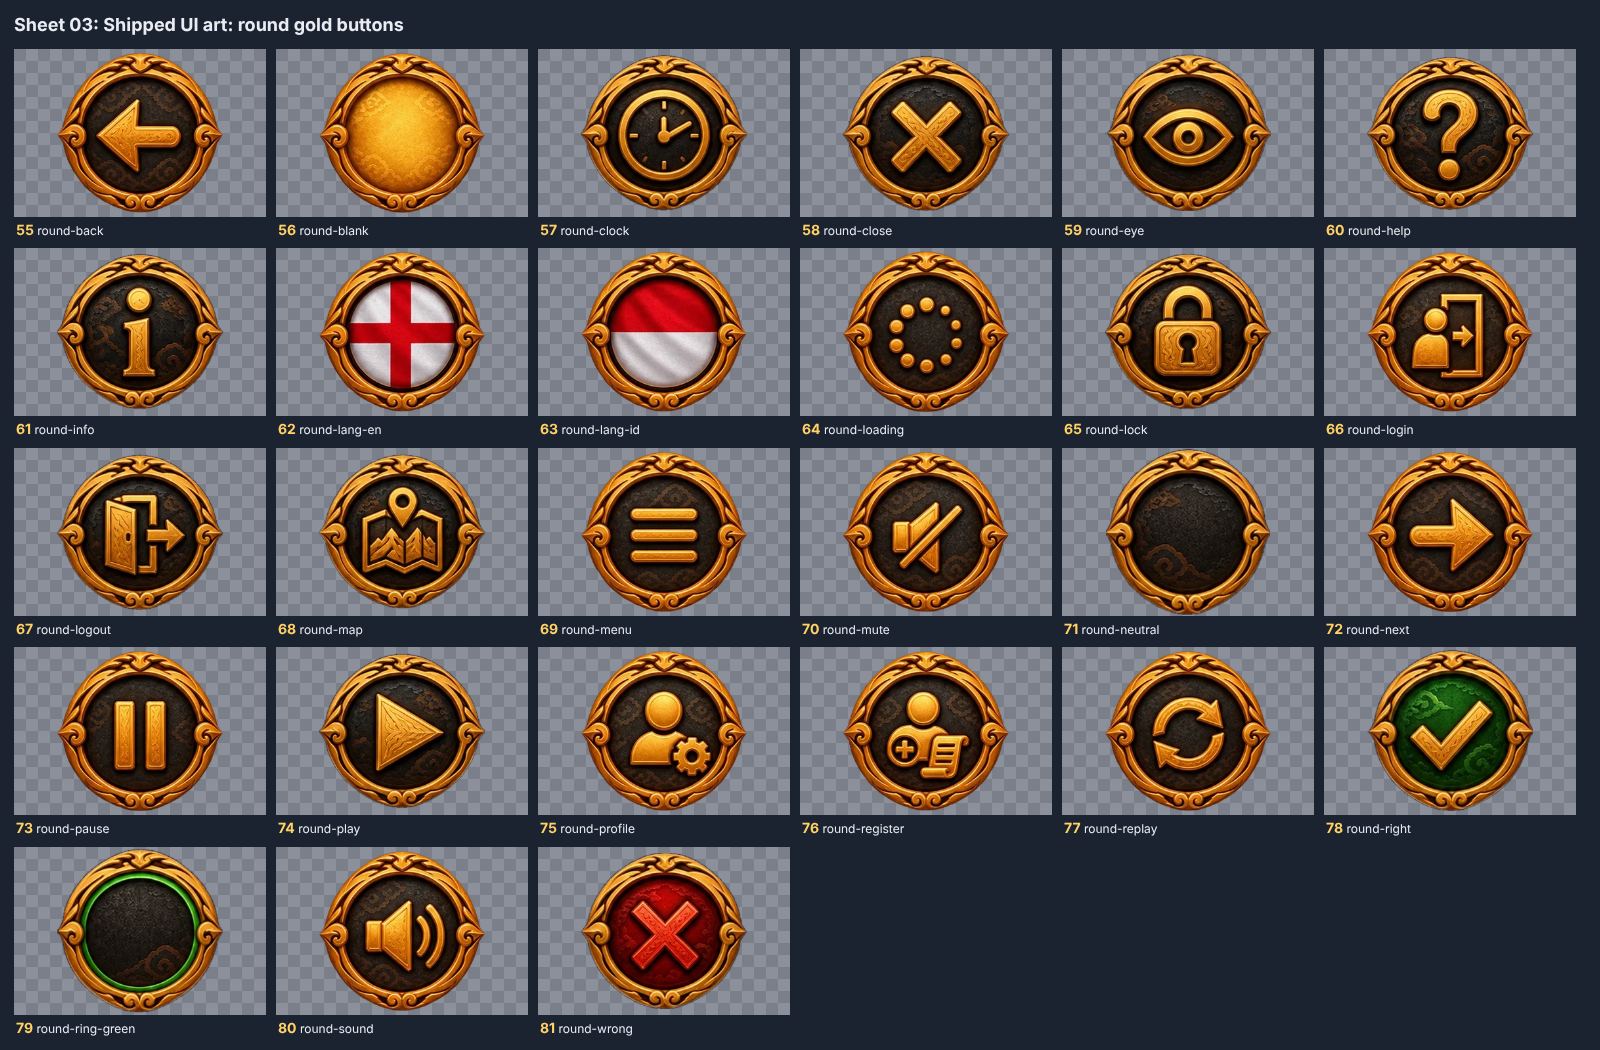 Sheet 03: Shipped UI art: round gold buttons
55 round-back
56 round-blank
57 round-clock
58 round-close
59 round-eye
60 round-help
61 round-info
62 round-lang-en
63 round-lang-id
64 round-loading
65 round-lock
66 round-login
67 round-logout
68 round-map
69 round-menu
70 round-mute
71 round-neutral
72 round-next
73 round-pause
74 round-play
75 round-profile
76 round-register
77 round-replay
78 round-right
79 round-ring-green
80 round-sound
81 round-wrong